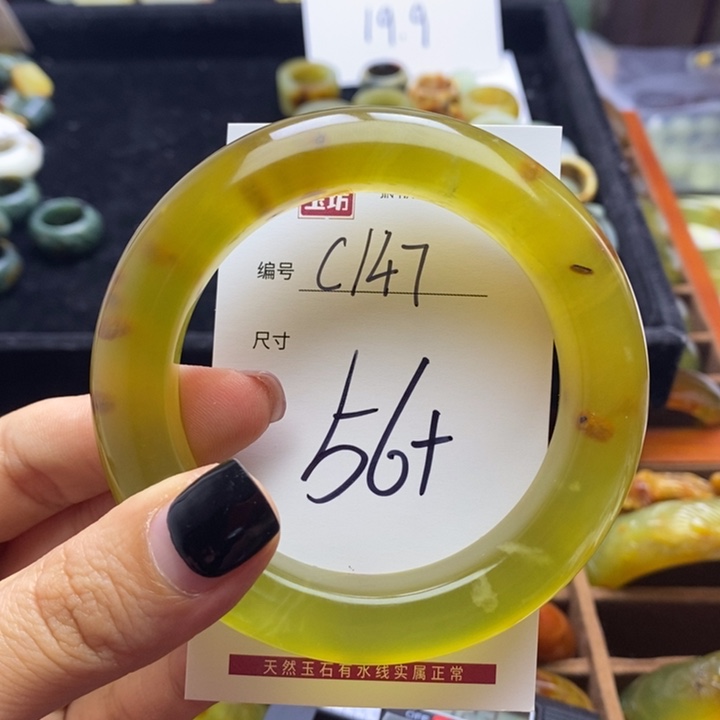 19.9
玉坊
编号 C147
尺寸
56+
天然玉石有水线实属正常